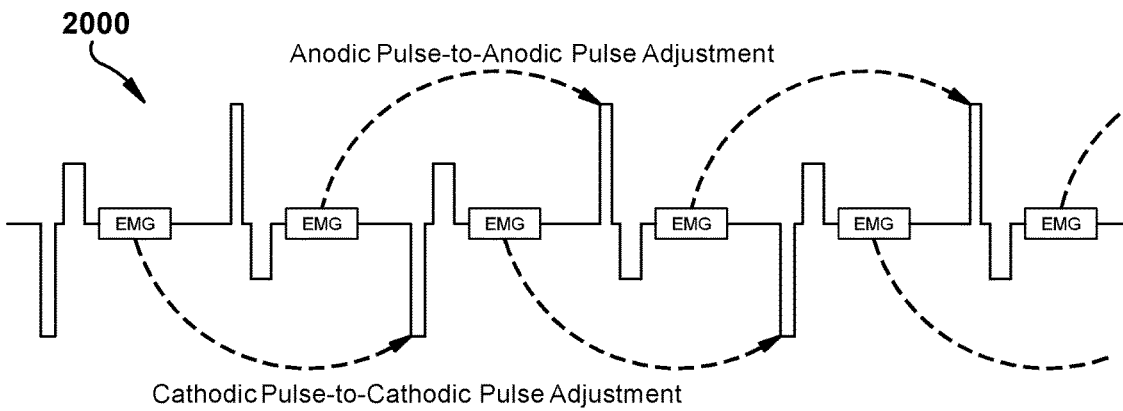 2000
Anodic Pulse-to-Anodic Pulse Adjustment
EMG
EMG
EMG
EMG
EMG
EMG
Cathodic Pulse-to-Cathodic Pulse Adjustment